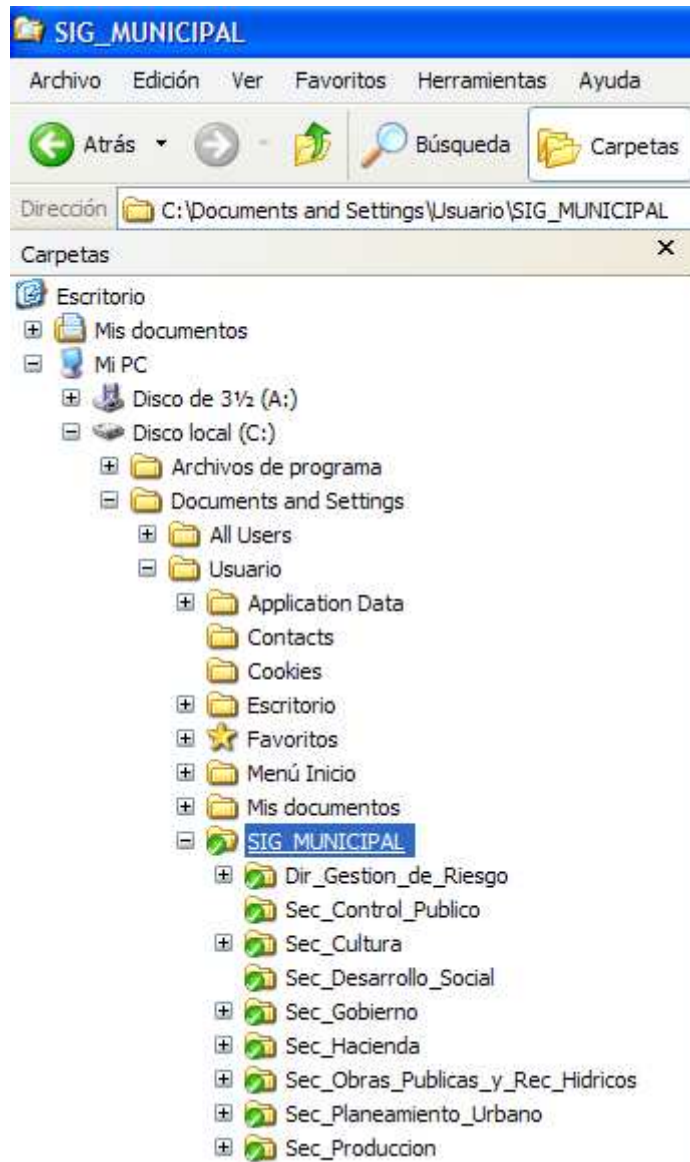 SIG_MUNICIPAL
Archivo Edición Ver Favoritos Herramientas Ayuda
Atrás Búsqueda Carpetas
Dirección C:\Documents and Settings\Usuario\SIG_MUNICIPAL
Carpetas
Escritorio
Mis documentos
Mi PC
Disco de 3½ (A:)
Disco local (C:)
Archivos de programa
Documents and Settings
All Users
Usuario
Application Data
Contacts
Cookies
Escritorio
Favoritos
Menú Inicio
Mis documentos
SIG_MUNICIPAL
Dir_Gestion_de_Riesgo
Sec_Control_Publico
Sec_Cultura
Sec_Desarrollo_Social
Sec_Gobierno
Sec_Hacienda
Sec_Obras_Publicas_y_Rec_Hidricos
Sec_Planeamiento_Urbano
Sec_Produccion